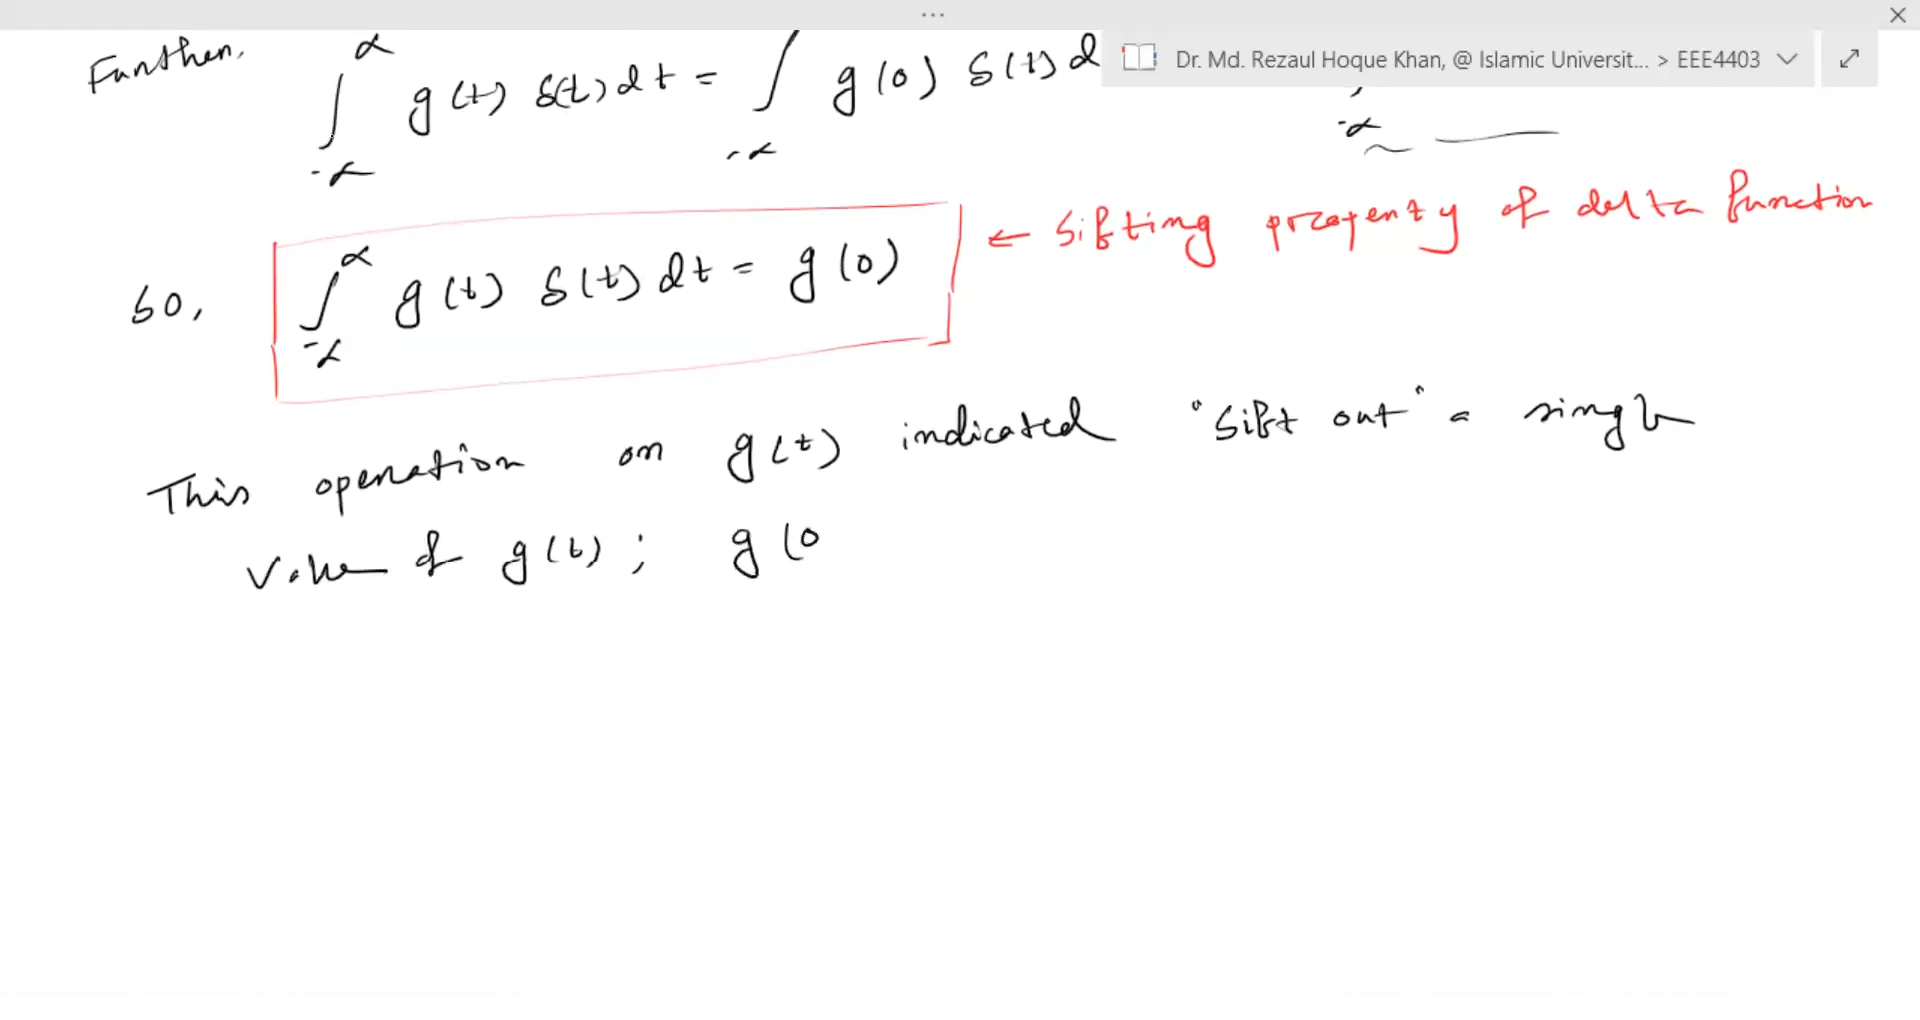 ...
Dr. Md. Rezaul Hoque Khan, @ Islamic Universit... > EEE4403
Further, ∫_{-α}^{α} g(t) δ(t) dt = ∫_{-α} g(0) δ(t) d
-α
So, ∫_{-α}^{α} g(t) δ(t) dt = g(0) ← Sifting property of delta function
This operation on g(t) indicated "Sift out" a single
value of g(t); g(0